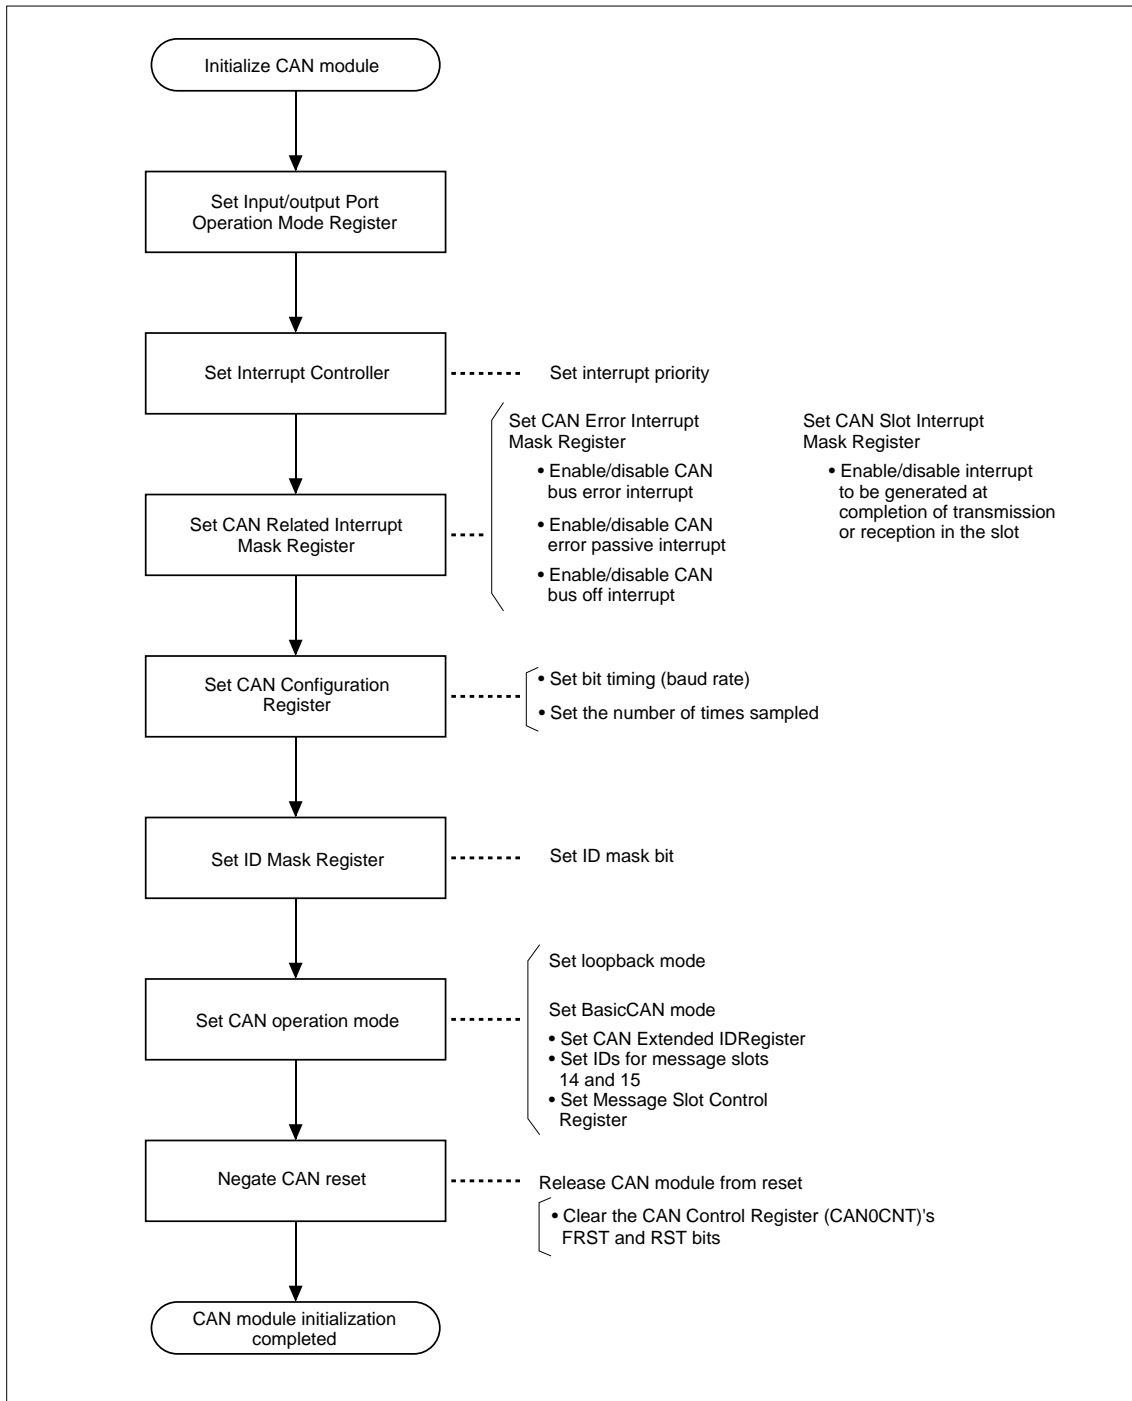 Initialize CAN module
Set Input/output Port
Operation Mode Register
Set Interrupt Controller
Set interrupt priority
Set CAN Related Interrupt
Mask Register
Set CAN Error Interrupt
Mask Register
• Enable/disable CAN
bus error interrupt
• Enable/disable CAN
error passive interrupt
• Enable/disable CAN
bus off interrupt
Set CAN Slot Interrupt
Mask Register
• Enable/disable interrupt
to be generated at
completion of transmission
or reception in the slot
Set CAN Configuration
Register
• Set bit timing (baud rate)
• Set the number of times sampled
Set ID Mask Register
Set ID mask bit
Set CAN operation mode
Set loopback mode
Set BasicCAN mode
• Set CAN Extended IDRegister
• Set IDs for message slots
14 and 15
• Set Message Slot Control
Register
Negate CAN reset
Release CAN module from reset
• Clear the CAN Control Register (CAN0CNT)'s
FRST and RST bits
CAN module initialization
completed